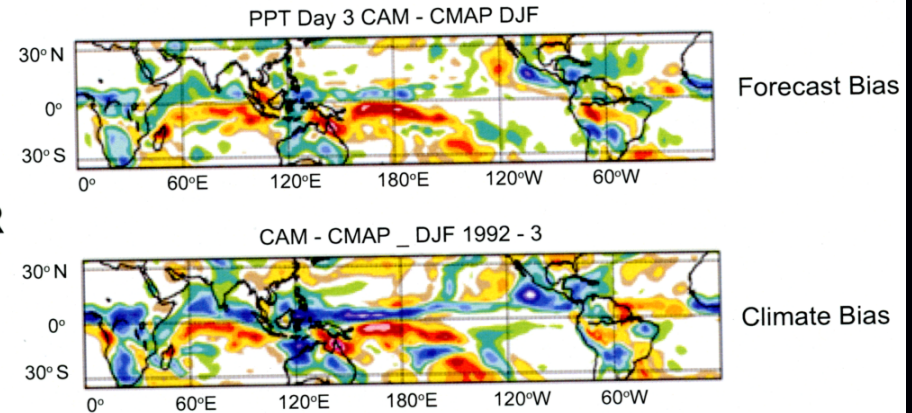 PPT Day 3 CAM - CMAP DJF
30° N
0°
30° S
0° 60°E 120°E 180°E 120°W 60°W
Forecast Bias
CAM - CMAP _ DJF 1992 - 3
30° N
0°
30° S
0° 60°E 120°E 180°E 120°W 60°W
Climate Bias